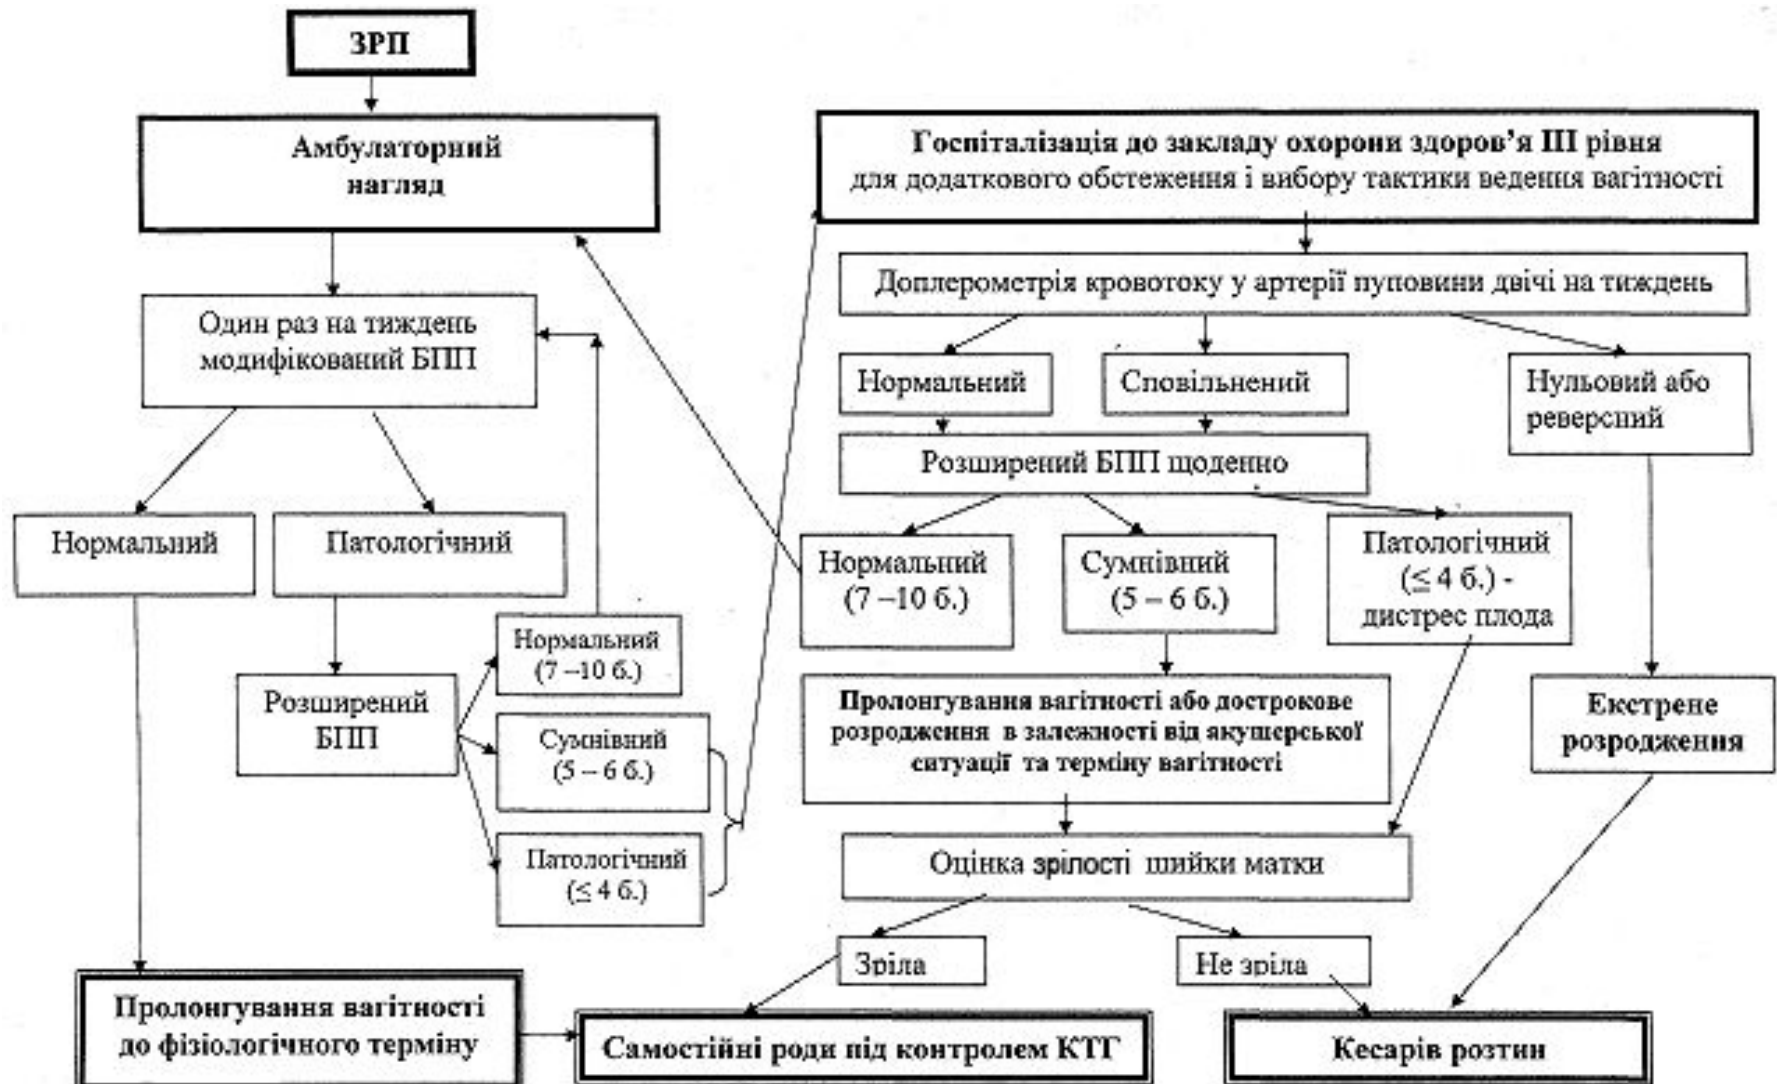 ЗРП
Амбулаторний
нагляд
Один раз на тиждень
модифікований БПП
Нормальний
Патологічний
Розширений
БПП
Нормальний
(7 –10 б.)
Сумнівний
(5 – 6 б.)
Патологічний
(≤ 4 б.)
Пролонгування вагітності
до фізіологічного терміну
Госпіталізація до закладу охорони здоров’я ІІІ рівня
для додаткового обстеження і вибору тактики ведення вагітності
Доплерометрія кровотоку у артерії пуповини двічі на тиждень
Нормальний
Сповільнений
Нульовий або
реверсний
Розширений БПП щоденно
Нормальний
(7 –10 б.)
Сумнівний
(5 – 6 б.)
Патологічний
(≤ 4 б.) -
дистрес плода
Пролонгування вагітності або дострокове
розродження в залежності від акушерської
ситуації та терміну вагітності
Екстрене
розродження
Оцінка зрілості шийки матки
Зріла
Не зріла
Самостійні роди під контролем КТГ
Кесарів розтин